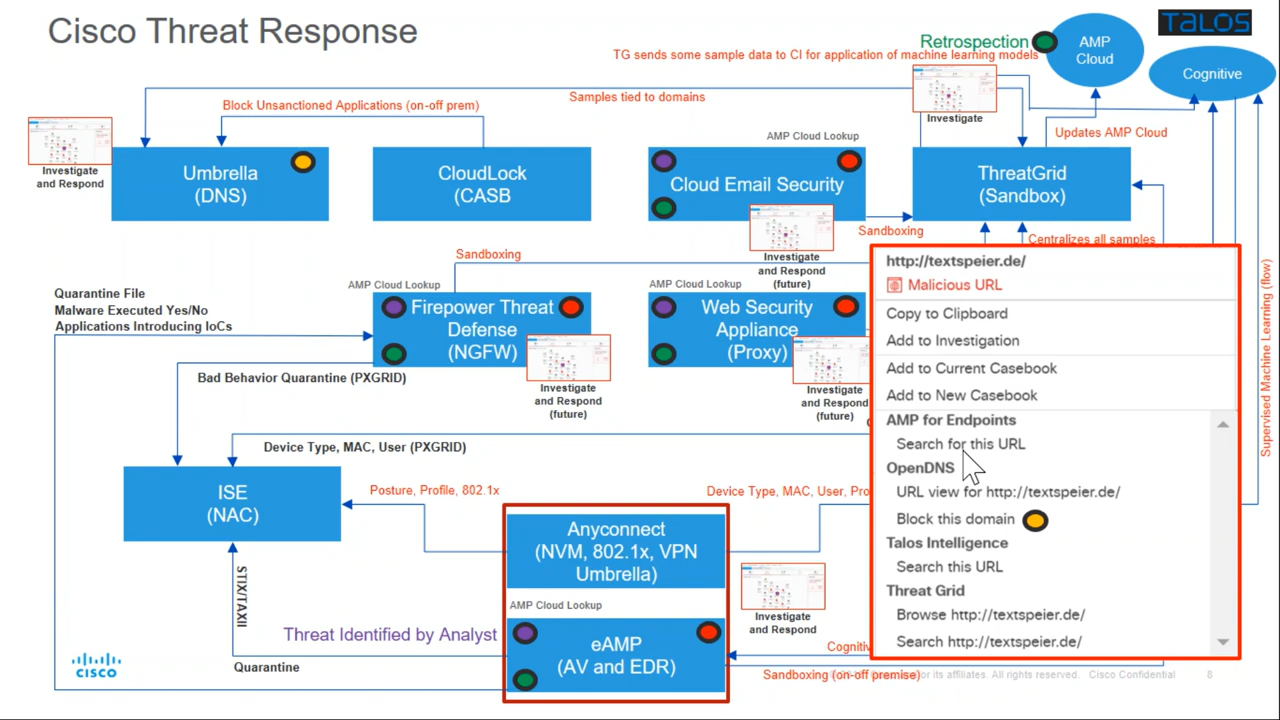 Cisco Threat Response
TALOS
Retrospection
AMP
Cloud
Cognitive
TG sends some sample data to CI for application of machine learning models
Block Unsanctioned Applications (on-off prem)
Samples tied to domains
Investigate
Updates AMP Cloud
AMP Cloud Lookup
Investigate
and Respond
Umbrella
(DNS)
CloudLock
(CASB
Cloud Email Security
ThreatGrid
(Sandbox)
Sandboxing
Centralizes all samples
Investigate
and Respond
(future)
Sandboxing
Quarantine File
Malware Executed Yes/No
Applications Introducing IoCs
AMP Cloud Lookup
Firepower Threat
Defense
(NGFW)
Investigate
and Respond
(future)
AMP Cloud Lookup
Web Security
Appliance
(Proxy)
Investigate
and Respond
(future)
Bad Behavior Quarantine (PXGRID)
Device Type, MAC, User (PXGRID)
ISE
(NAC)
Posture, Profile, 802.1x
Device Type, MAC, User, Pro
Anyconnect
(NVM, 802.1x, VPN
Umbrella)
AMP Cloud Lookup
eAMP
(AV and EDR)
Investigate
and Respond
STIX/TAXII
Threat Identified by Analyst
Quarantine
Cogniti
Sandboxing (on-off premise)
Supervised Machine Learning (flow)
http://textspeier.de/
Malicious URL
Copy to Clipboard
Add to Investigation
Add to Current Casebook
Add to New Casebook
AMP for Endpoints
Search for this URL
OpenDNS
URL view for http://textspeier.de/
Block this domain
Talos Intelligence
Search this URL
Threat Grid
Browse http://textspeier.de/
Search http://textspeier.de/
CISCO
its affiliates. All rights reserved. Cisco Confidential
8